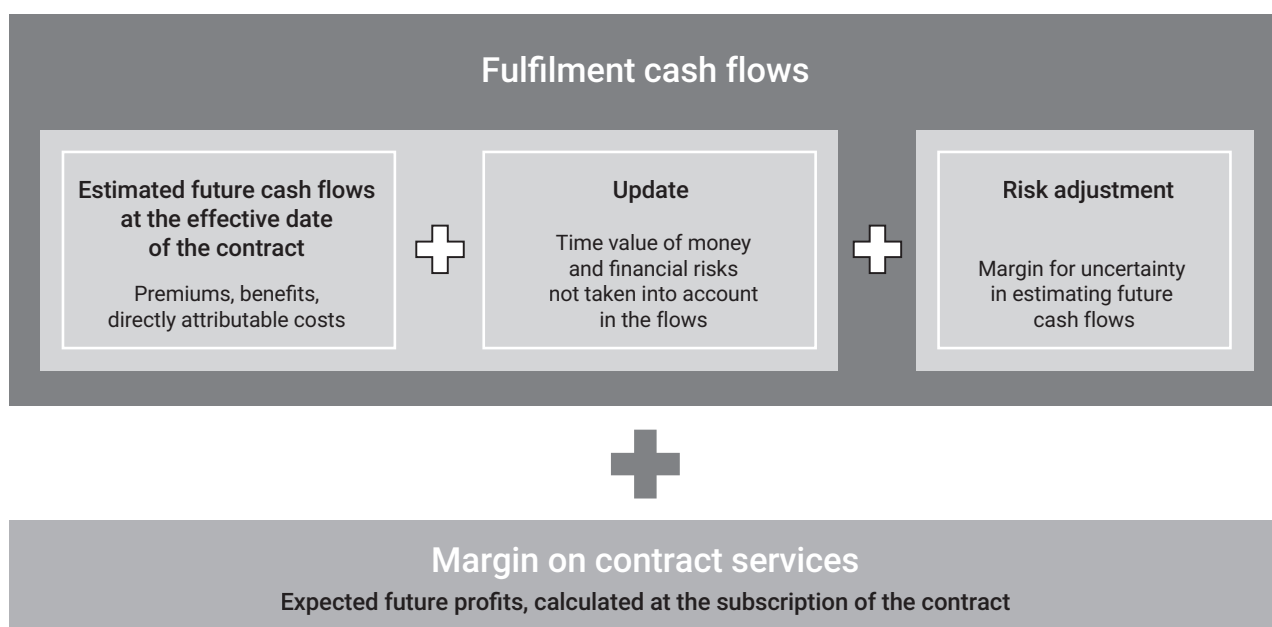 Fulfilment cash flows
Estimated future cash flows
at the effective date
of the contract
Premiums, benefits,
directly attributable costs
Update
Time value of money
and financial risks
not taken into account
in the flows
Risk adjustment
Margin for uncertainty
in estimating future
cash flows
Margin on contract services
Expected future profits, calculated at the subscription of the contract